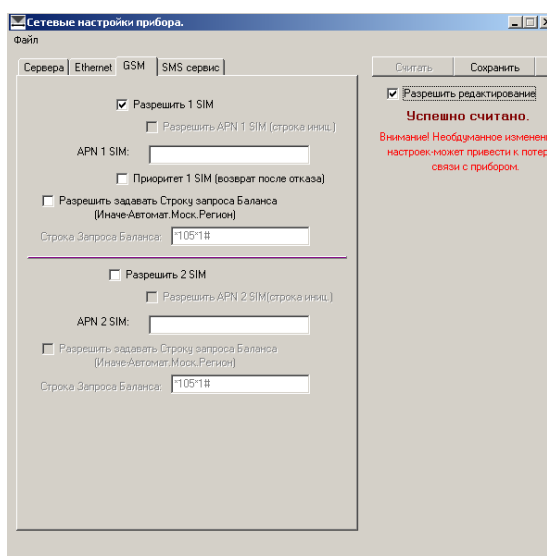 Сетевые настройки прибора.
Файл
Сервера Ethernet GSM SMS сервис
Считать Сохранить
Разрешить редактирование
Успешно считано.
Внимание! Необдуманное изменен
настроек-может привести к потер
связи с прибором.
Разрешить 1 SIM
Разрешить APN 1 SIM (строка иниц.)
APN 1 SIM:
Приоритет 1 SIM (возврат после отказа)
Разрешить задавать Строку запроса Баланса
(Иначе-Автомат.Моск.Регион)
Строка Запроса Баланса: *105*1#
Разрешить 2 SIM
Разрешить APN 2 SIM(строка иниц.)
APN 2 SIM:
Разрешить задавать Строку запроса Баланса
(Иначе-Автомат.Моск.Регион)
Строка Запроса Баланса: *105*1#